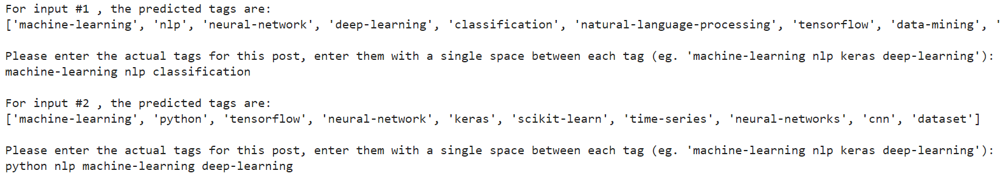 For input #1 , the predicted tags are:
['machine-learning', 'nlp', 'neural-network', 'deep-learning', 'classification', 'natural-language-processing', 'tensorflow', 'data-mining', '
Please enter the actual tags for this post, enter them with a single space between each tag (eg. 'machine-learning nlp keras deep-learning'):
machine-learning nlp classification
For input #2 , the predicted tags are:
['machine-learning', 'python', 'tensorflow', 'neural-network', 'keras', 'scikit-learn', 'time-series', 'neural-networks', 'cnn', 'dataset']
Please enter the actual tags for this post, enter them with a single space between each tag (eg. 'machine-learning nlp keras deep-learning'):
python nlp machine-learning deep-learning